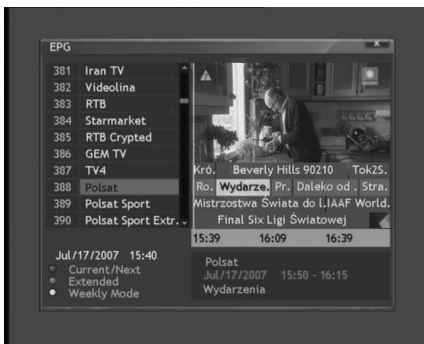 EPG
381 Iran TV
382 Videolina
383 RTB
384 Starmarket
385 RTB Crypted
386 GEM TV
387 TV4
388 Polsat
389 Polsat Sport
390 Polsat Sport Extr.
Kró. Beverly Hills 90210 Tok2S.
Ro. Wydarze. Pr. Daleko od . Stra.
Mistrzostwa Świata do l. IAAF World.
Final Six Ligi Światowej
15:39 16:09 16:39
Jul/17/2007 15:40
Current/Next
Extended
Weekly Mode
Polsat
Jul/17/2007 15:50 - 16:15
Wydarzenia